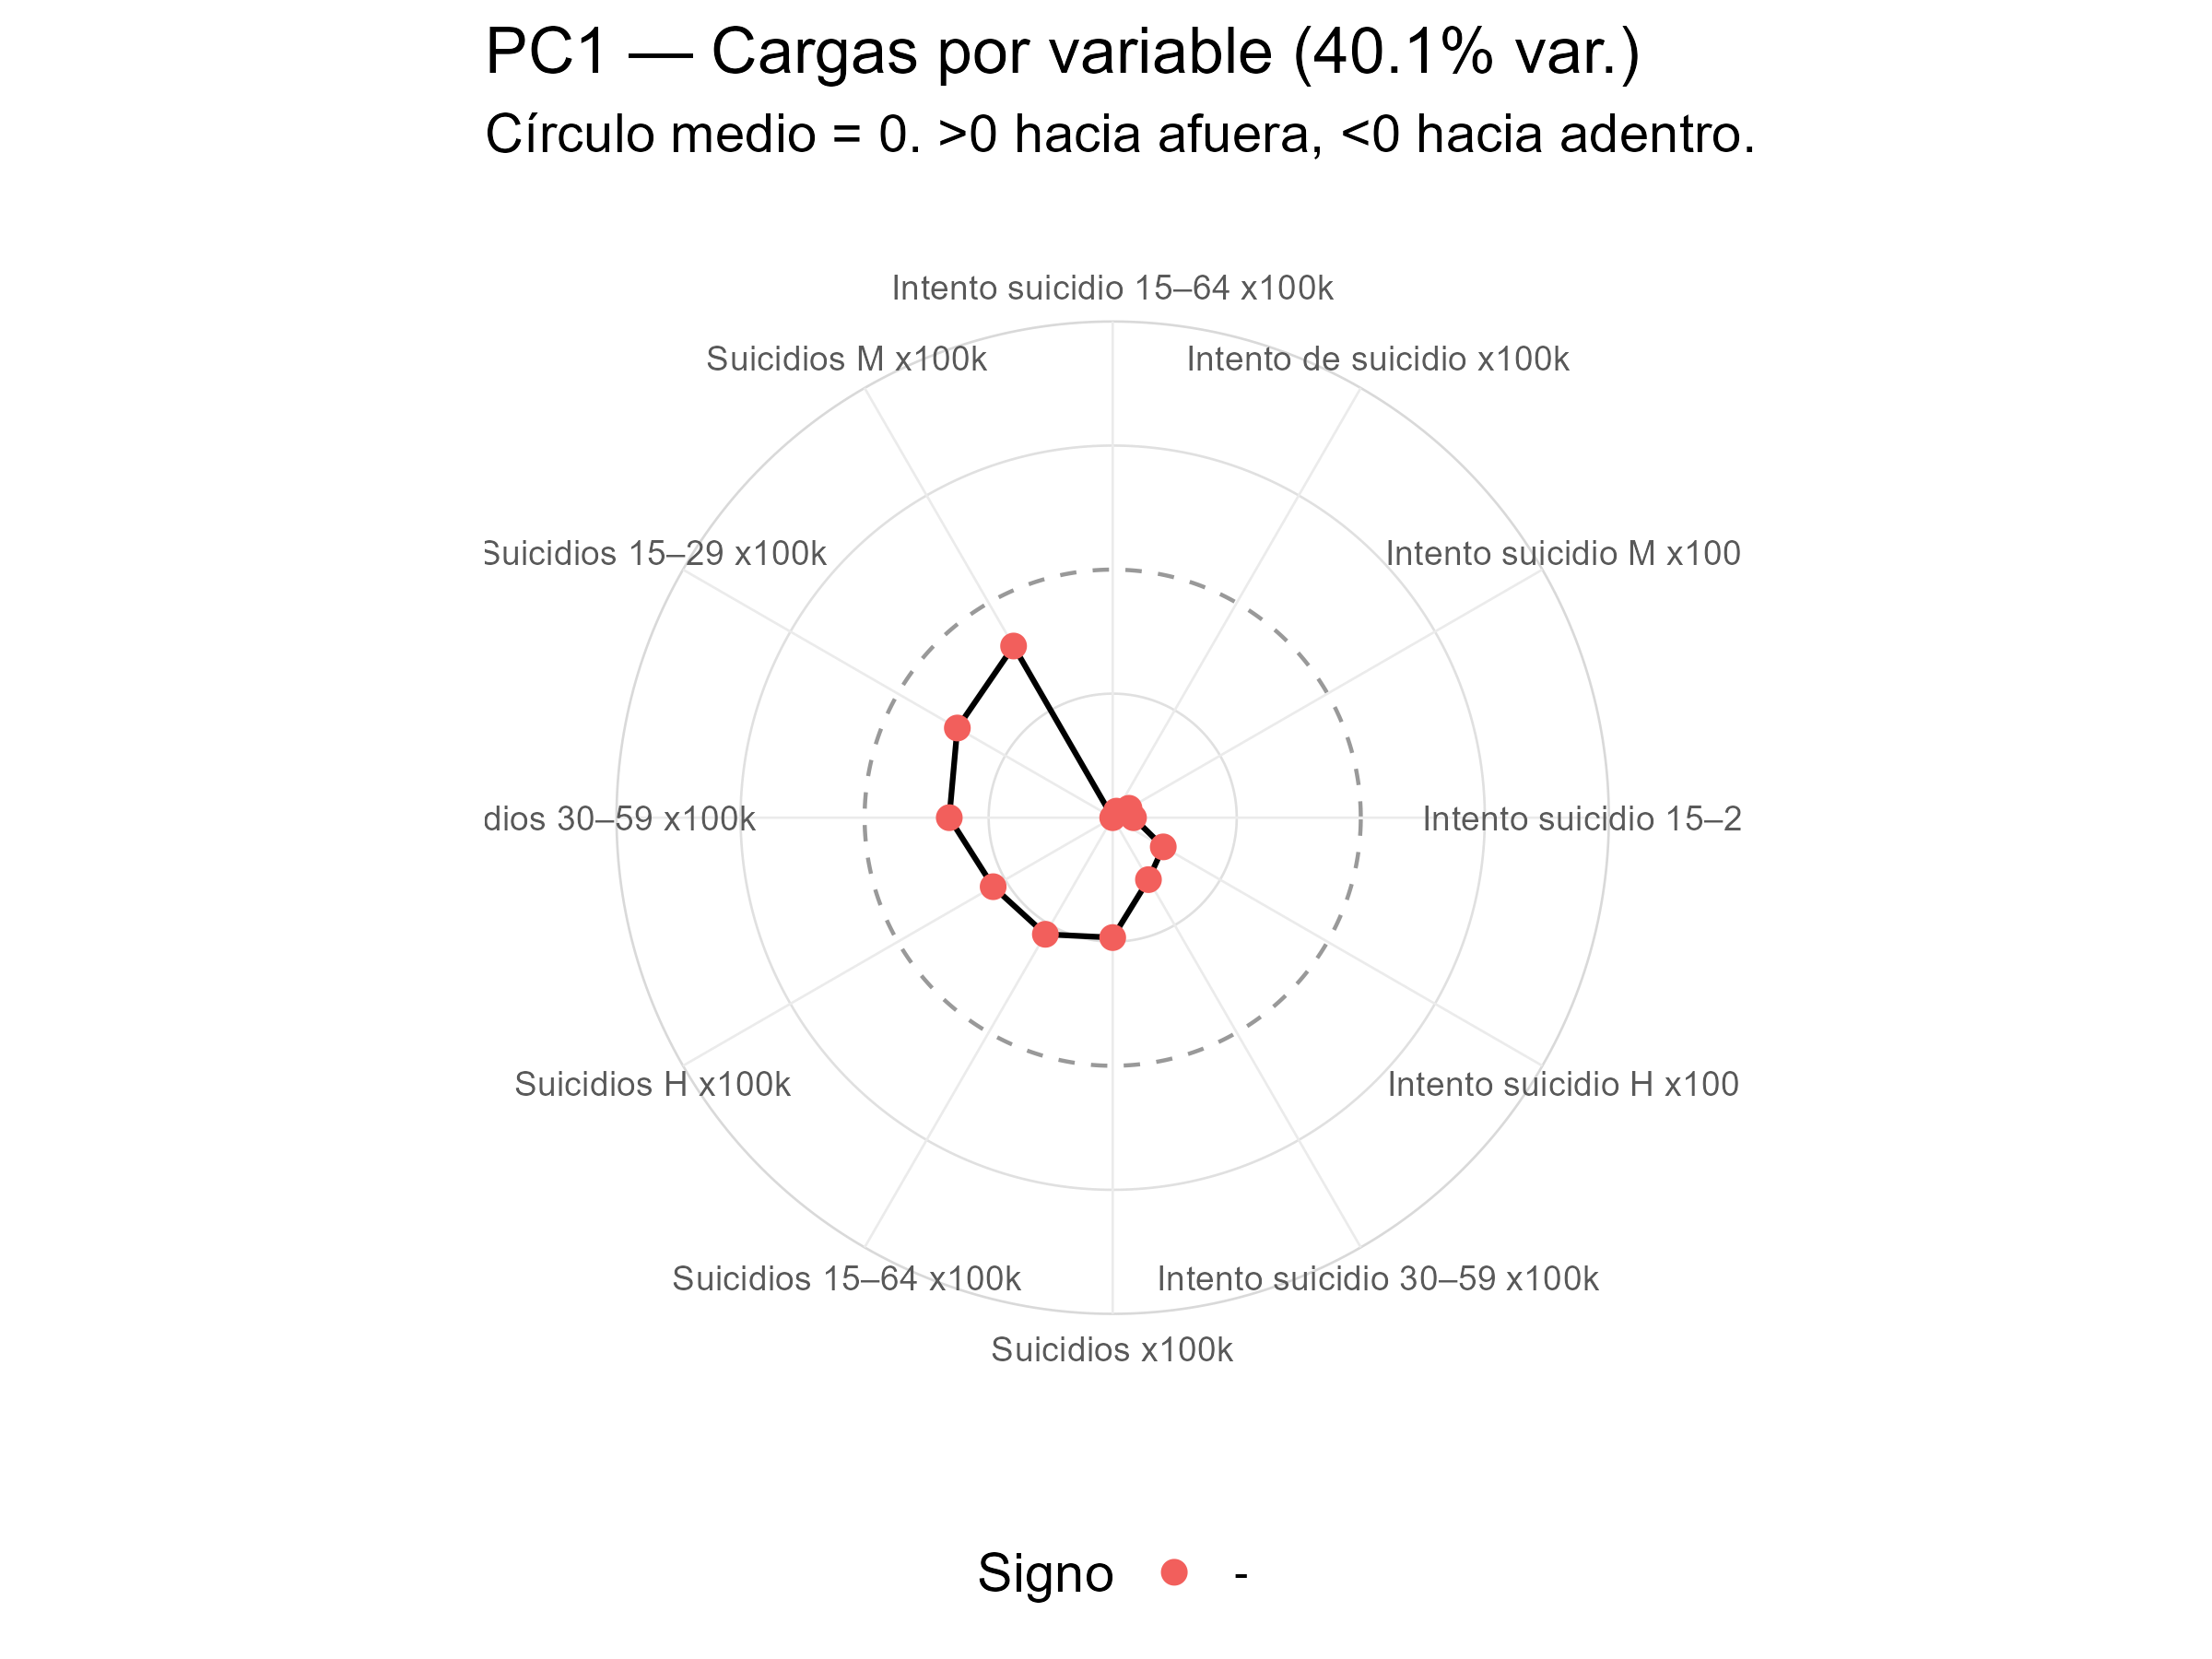 PC1 — Cargas por variable (40.1% var.)
Círculo medio = 0. >0 hacia afuera, <0 hacia adentro.
Intento suicidio 15–64 x100k
Suicidios M x100k
Intento de suicidio x100k
Suicidios 15–29 x100k
Intento suicidio M x100
dios 30–59 x100k
Intento suicidio 15–2
Suicidios H x100k
Intento suicidio H x100
Suicidios 15–64 x100k
Intento suicidio 30–59 x100k
Suicidios x100k
Signo -